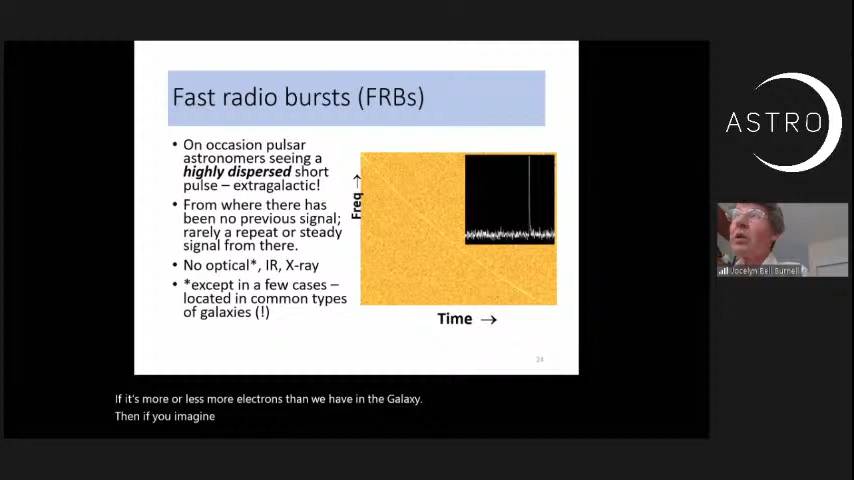 Fast radio bursts (FRBs)
• On occasion pulsar
astronomers seeing a
highly dispersed short
pulse – extragalactic!
• From where there has
been no previous signal;
rarely a repeat or steady
signal from there.
• No optical*, IR, X-ray
• *except in a few cases –
located in common types
of galaxies (!)
Freq →
Time →
24
If it's more or less more electrons than we have in the Galaxy.
Then if you imagine
ASTRO
Jocelyn Bell Burnell